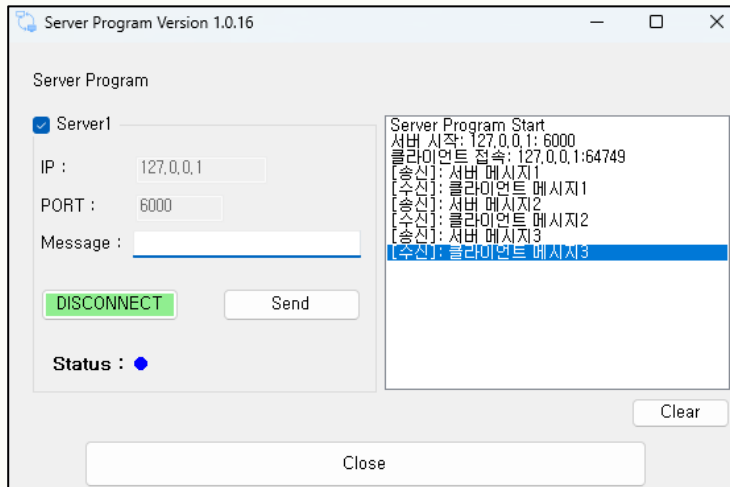 Server Program Version 1.0.16
Server Program
Server1
IP :
127.0.0.1
PORT :
6000
Message :
DISCONNECT
Send
Status :
Server Program Start
서버 시작: 127.0.0.1: 6000
클라이언트 접속: 127.0.0.1:64749
[송신]: 서버 메시지1
[수신]: 클라이언트 메시지1
[송신]: 서버 메시지2
[수신]: 클라이언트 메시지2
[송신]: 서버 메시지3
[수신]: 클라이언트 메시지3
Clear
Close